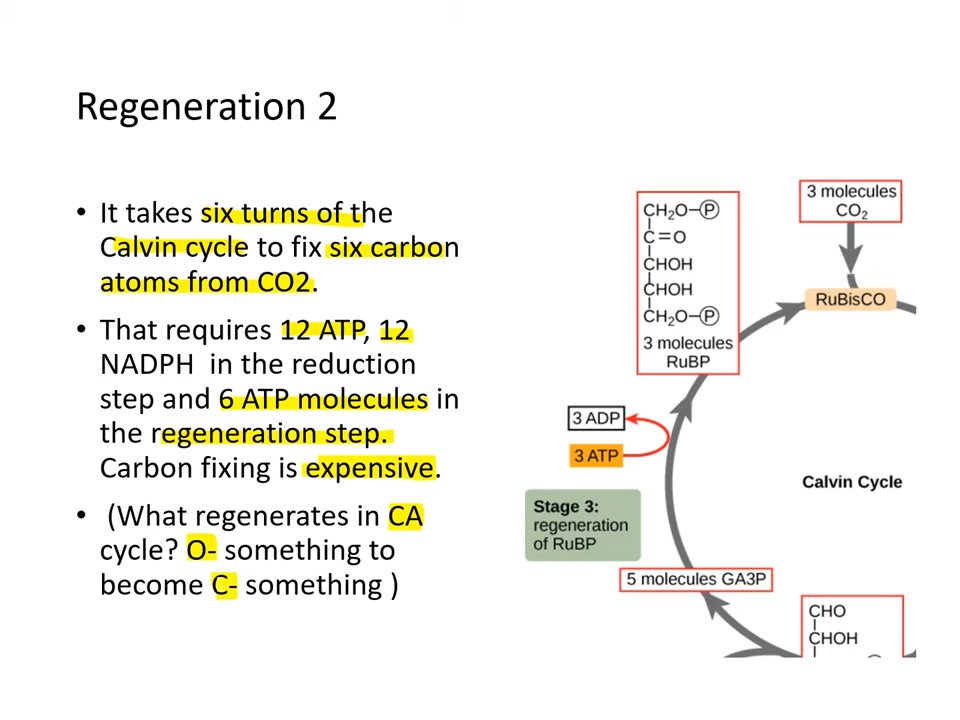 Regeneration 2
• It takes six turns of the
Calvin cycle to fix six carbon
atoms from CO2.
• That requires 12 ATP, 12
NADPH in the reduction
step and 6 ATP molecules in
the regeneration step.
Carbon fixing is expensive.
• (What regenerates in CA
cycle? O- something to
become C- something )
CH₂O–Ⓟ
C=O
CHOH
CHOH
CH₂O–Ⓟ
3 molecules
RuBP
3 molecules
CO₂
RuBisCO
3 ADP
3 ATP
Calvin Cycle
Stage 3:
regeneration
of RuBP
5 molecules GA3P
CHO
CHOH